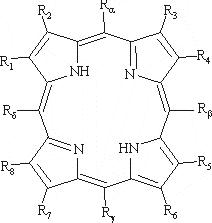 R₂ Rα R₃
R₁ NH N R₄
Rδ Rβ
R₈ N HN R₅
R₇ Rγ R₆